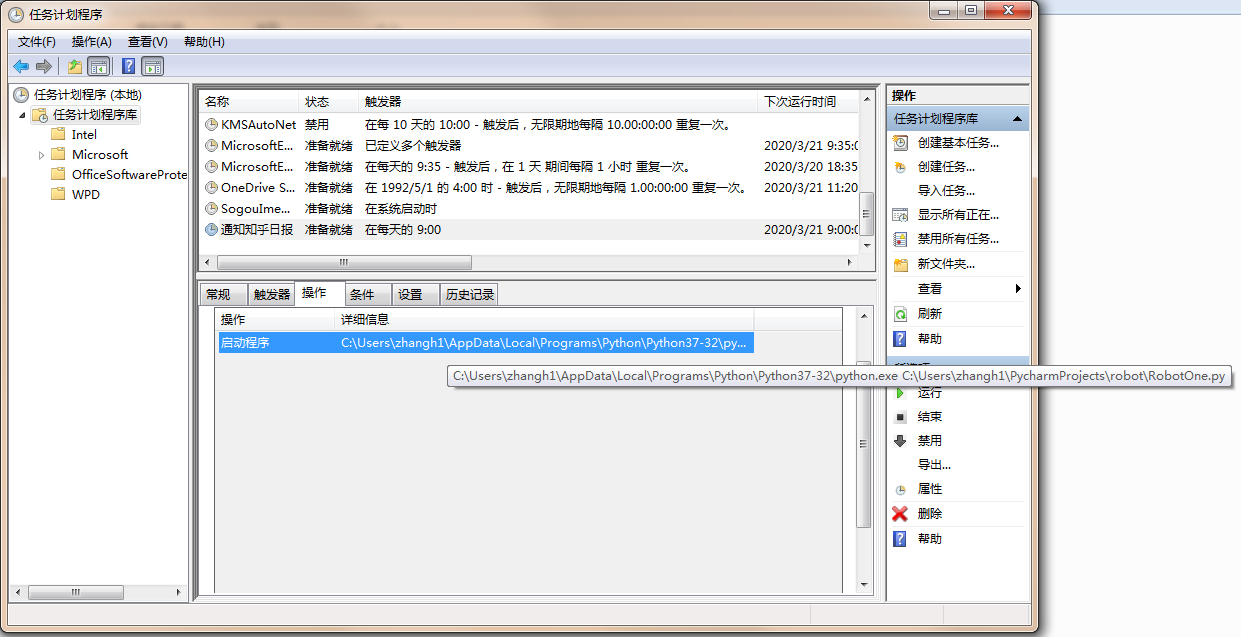 任务计划程序
文件(F) 操作(A) 查看(V) 帮助(H)
任务计划程序 (本地)
任务计划程序库
Intel
Microsoft
OfficeSoftwareProte
WPD
名称 状态 触发器 下次运行时间
KMSAutoNet 禁用 在每 10 天的 10:00 - 触发后，无限期地每隔 10.00:00:00 重复一次。
MicrosoftE... 准备就绪 已定义多个触发器 2020/3/21 9:35:0
MicrosoftE... 准备就绪 在每天的 9:35 - 触发后，在 1 天 期间每隔 1 小时 重复一次。 2020/3/20 18:35
OneDrive S... 准备就绪 在 1992/5/1 的 4:00 时 - 触发后，无限期地每隔 1.00:00:00 重复一次。 2020/3/21 11:20
SogouIme... 准备就绪 在系统启动时
通知知乎日报 准备就绪 在每天的 9:00 2020/3/21 9:00:0
常规 触发器 操作 条件 设置 历史记录
操作 详细信息
启动程序 C:\Users\zhangh1\AppData\Local\Programs\Python\Python37-32\py...
C:\Users\zhangh1\AppData\Local\Programs\Python\Python37-32\python.exe C:\Users\zhangh1\PycharmProjects\robot\RobotOne.py
操作
任务计划程序库
创建基本任务...
创建任务...
导入任务...
显示所有正在...
禁用所有任务...
新文件夹...
查看
刷新
帮助
运行
结束
禁用
导出...
属性
删除
帮助